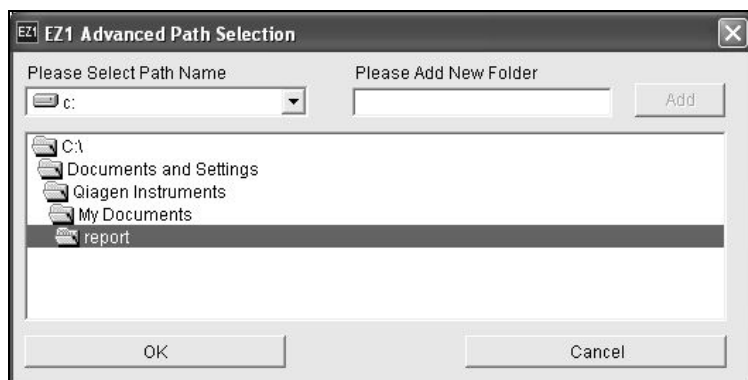 EZ1 EZ1 Advanced Path Selection
Please Select Path Name Please Add New Folder
c: Add
C:\
Documents and Settings
Qiagen Instruments
My Documents
report
OK Cancel